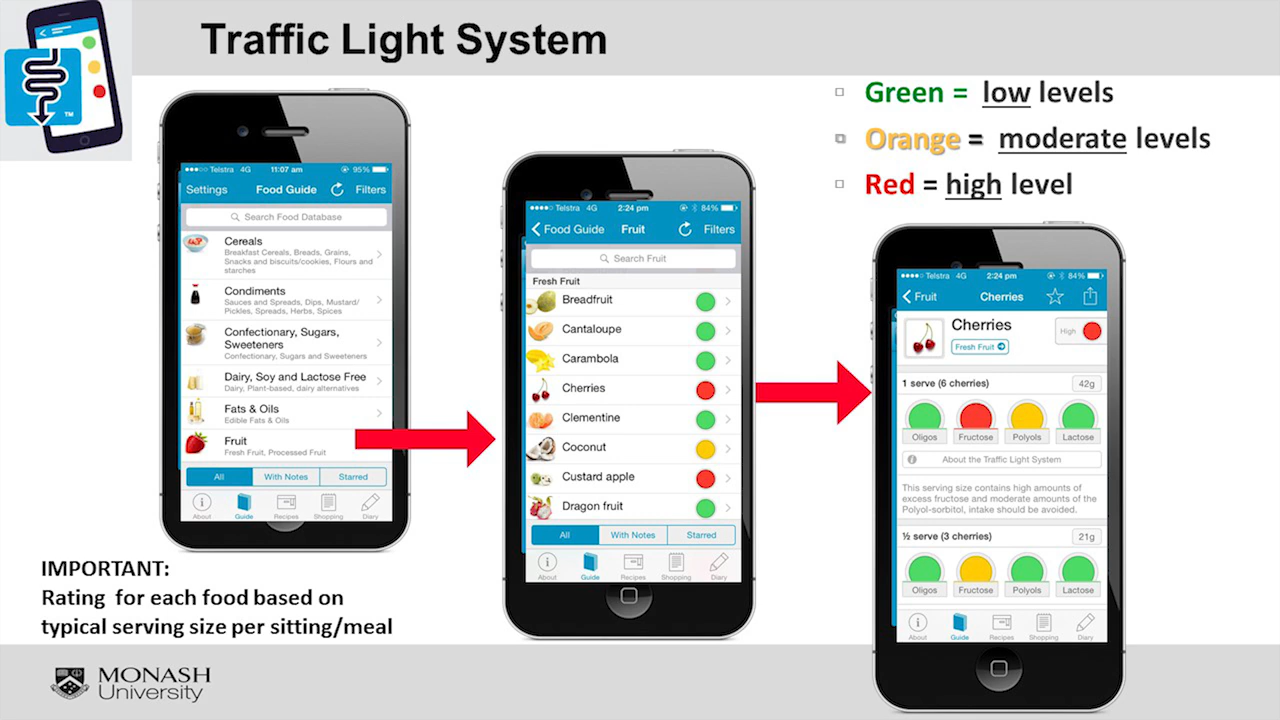 Traffic Light System
Green = low levels
Orange = moderate levels
Red = high level
Telstra 4G 11:07 am 95%
Settings Food Guide Filters
Search Food Database
Cereals
Breakfast Cereals, Breads, Grains,
Snacks and biscuits/cookies, Flours and
starches
Condiments
Sauces and Spreads, Dips, Mustard/
Pickles, Spreads, Herbs, Spices
Confectionary, Sugars,
Sweeteners
Confectionary, Sugars and Sweeteners
Dairy, Soy and Lactose Free
Dairy, Plant-based, dairy alternatives
Fats & Oils
Edible Fats & Oils
Fruit
Fresh Fruit, Processed Fruit
All With Notes Starred
About Guide Recipes Shopping Diary
Telstra 4G 2:24 pm 84%
Food Guide Fruit Filters
Search Fruit
Fresh Fruit
Breadfruit
Cantaloupe
Carambola
Cherries
Clementine
Coconut
Custard apple
Dragon fruit
All With Notes Starred
About Guide Recipes Shopping Diary
Telstra 4G 2:24 pm 84%
Fruit Cherries
Cherries
Fresh Fruit
High
1 serve (6 cherries) 42g
Oligos Fructose Polyols Lactose
About the Traffic Light System
This serving size contains high amounts of
excess fructose and moderate amounts of the
Polyol-sorbitol, intake should be avoided.
½ serve (3 cherries) 21g
Oligos Fructose Polyols Lactose
About Guide Recipes Shopping Diary
IMPORTANT:
Rating for each food based on
typical serving size per sitting/meal
MONASH
University
TM